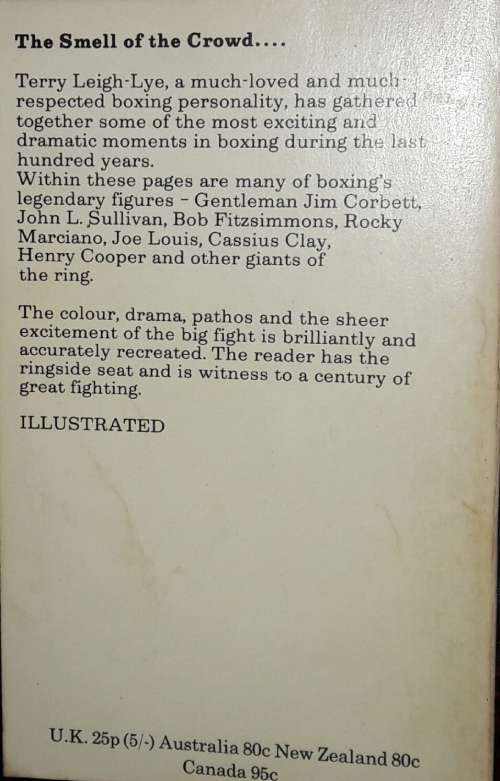 The Smell of the Crowd....
Terry Leigh-Lye, a much-loved and much-
respected boxing personality, has gathered
together some of the most exciting and
dramatic moments in boxing during the last
hundred years.
Within these pages are many of boxing's
legendary figures – Gentleman Jim Corbett,
John L. Sullivan, Bob Fitzsimmons, Rocky
Marciano, Joe Louis, Cassius Clay,
Henry Cooper and other giants of
the ring.
The colour, drama, pathos and the sheer
excitement of the big fight is brilliantly and
accurately recreated. The reader has the
ringside seat and is witness to a century of
great fighting.
ILLUSTRATED
U.K. 25p (5/-) Australia 80c New Zealand 80c
Canada 95c